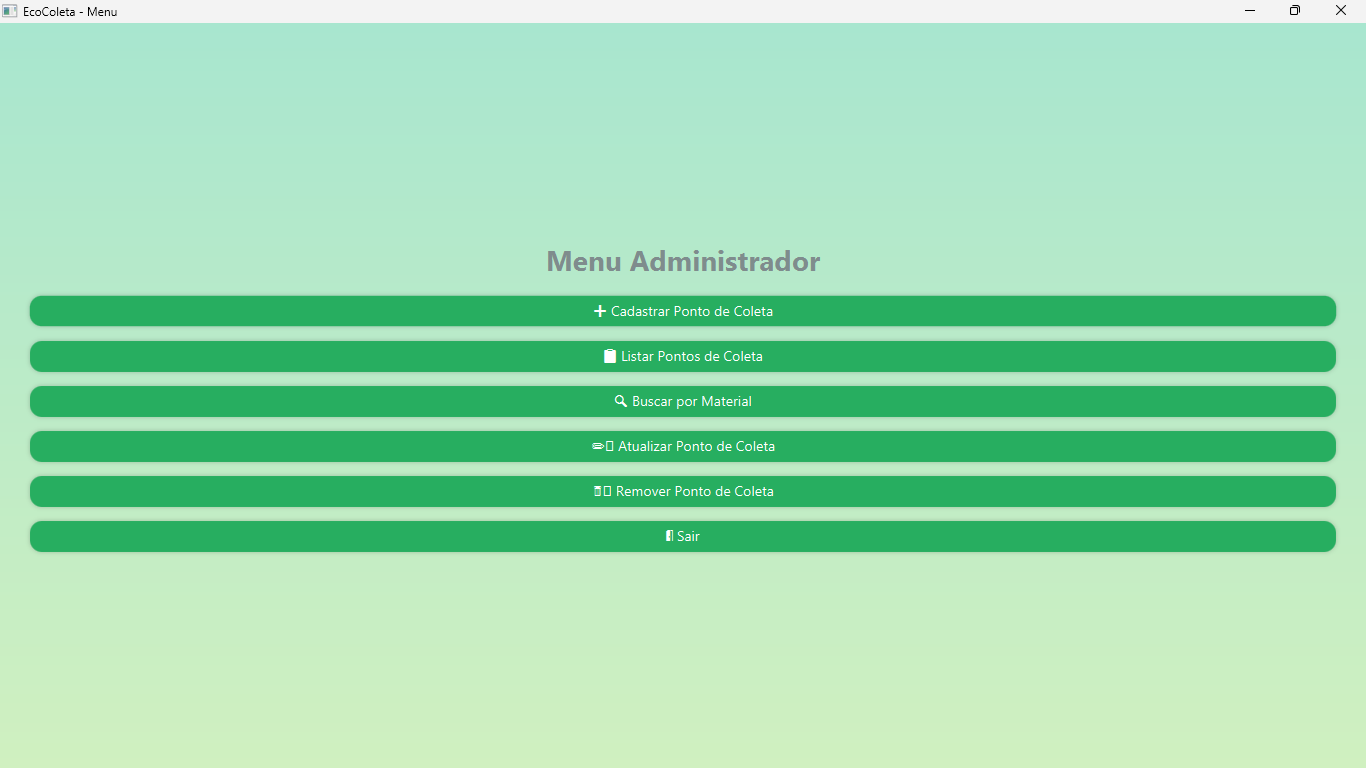 EcoColeta - Menu
Menu Administrador
➕ Cadastrar Ponto de Coleta
📋 Listar Pontos de Coleta
🔍 Buscar por Material
✏▯ Atualizar Ponto de Coleta
🗑▯ Remover Ponto de Coleta
🚪 Sair